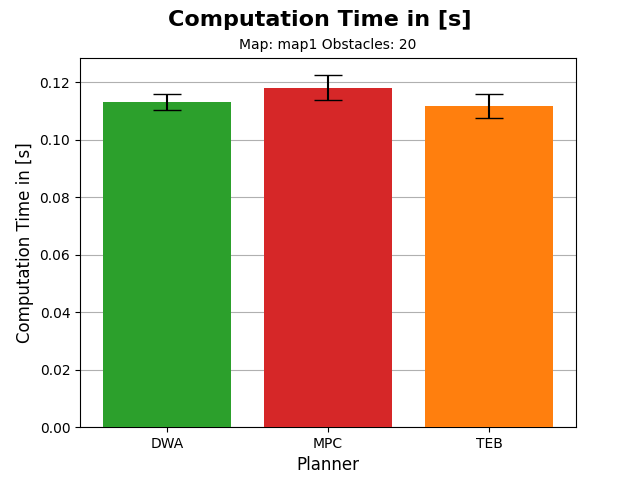 Computation Time in [s]
Map: map1 Obstacles: 20
Computation Time in [s]
0.12
0.10
0.08
0.06
0.04
0.02
0.00
DWA MPC TEB
Planner